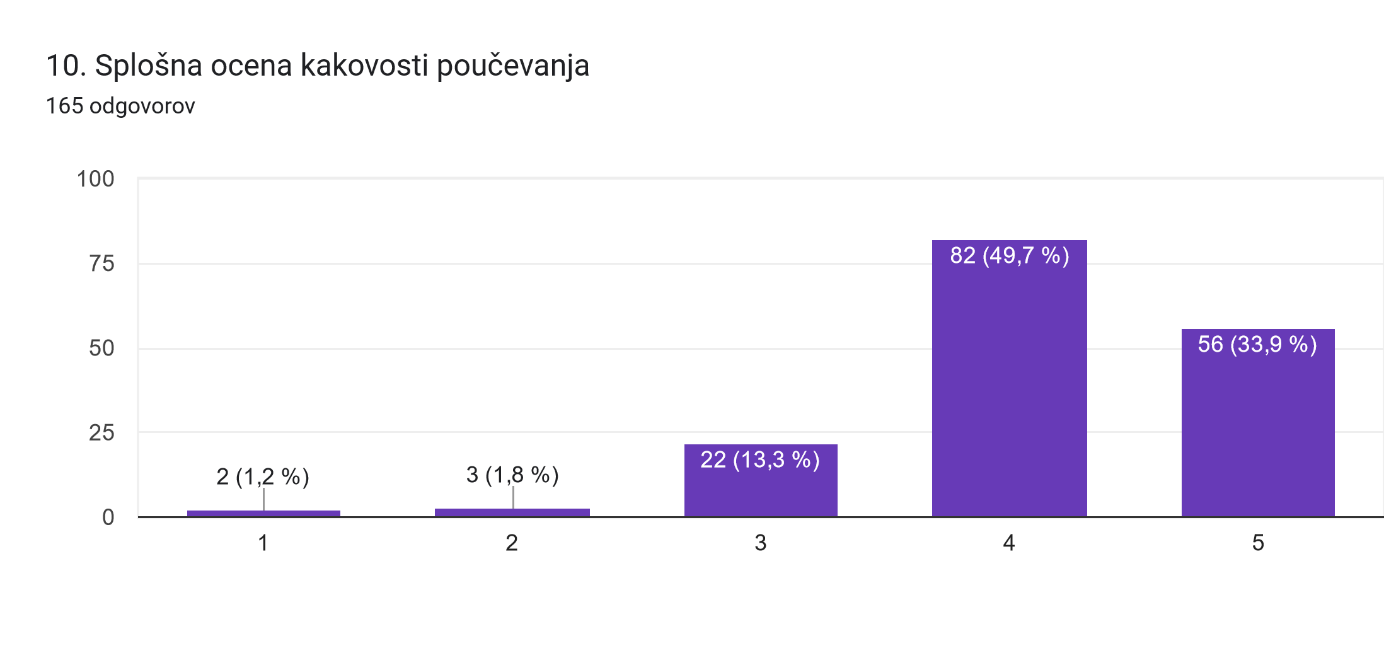 10. Splošna ocena kakovosti poučevanja
165 odgovorov
100
75
50
25
0
2 (1,2 %)
3 (1,8 %)
22 (13,3 %)
82 (49,7 %)
56 (33,9 %)
1
2
3
4
5